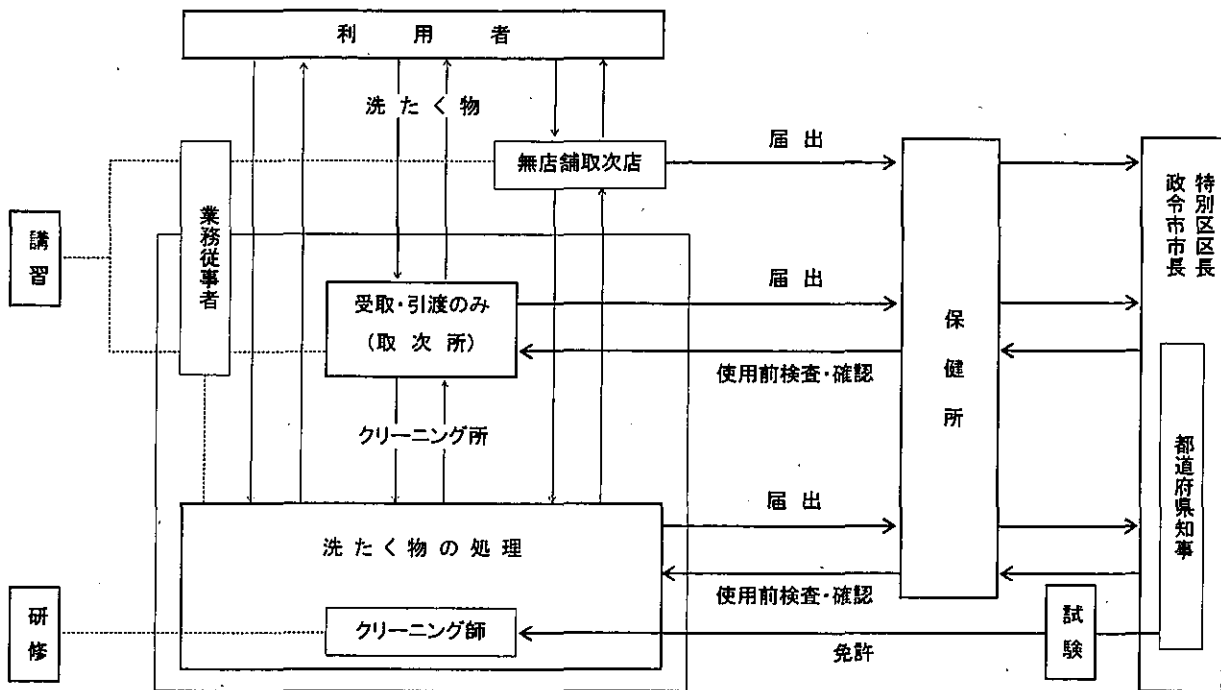 利用者
洗たく物
無店舗取次店
届出
業務従事者
講習
受取・引渡のみ
(取次所)
届出
使用前検査・確認
保健所
特別区区長
政令市市長
都道府県知事
クリーニング所
届出
洗たく物の処理
使用前検査・確認
研修
クリーニング師
免許
試験